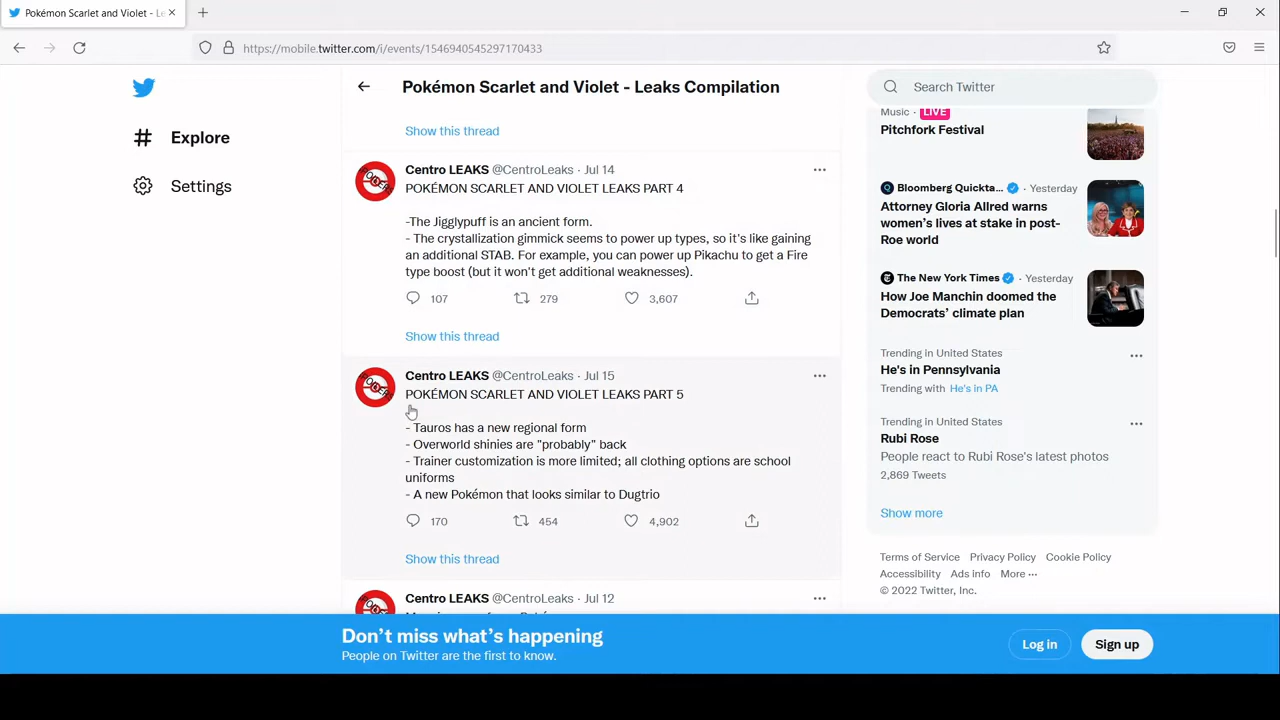 Pokémon Scarlet and Violet - Le
https://mobile.twitter.com/i/events/1546940545297170433
Explore
Settings
Pokémon Scarlet and Violet - Leaks Compilation
Show this thread
Centro LEAKS @CentroLeaks · Jul 14
POKÉMON SCARLET AND VIOLET LEAKS PART 4
-The Jigglypuff is an ancient form.
- The crystallization gimmick seems to power up types, so it's like gaining
an additional STAB. For example, you can power up Pikachu to get a Fire
type boost (but it won't get additional weaknesses).
107 279 3,607
Show this thread
Centro LEAKS @CentroLeaks · Jul 15
POKÉMON SCARLET AND VIOLET LEAKS PART 5
- Tauros has a new regional form
- Overworld shinies are "probably" back
- Trainer customization is more limited; all clothing options are school
uniforms
- A new Pokémon that looks similar to Dugtrio
170 454 4,902
Show this thread
Centro LEAKS @CentroLeaks · Jul 12
Search Twitter
Music · LIVE
Pitchfork Festival
Bloomberg Quickta... · Yesterday
Attorney Gloria Allred warns
women's lives at stake in post-
Roe world
The New York Times · Yesterday
How Joe Manchin doomed the
Democrats' climate plan
Trending in United States
He's in Pennsylvania
Trending with He's in PA
Trending in United States
Rubi Rose
People react to Rubi Rose's latest photos
2,869 Tweets
Show more
Terms of Service Privacy Policy Cookie Policy
Accessibility Ads info More ···
© 2022 Twitter, Inc.
Don't miss what's happening
People on Twitter are the first to know.
Log in
Sign up